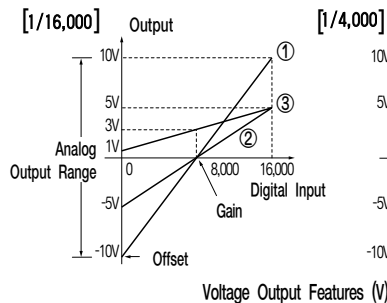 [1/16,000]
Output
[1/4,000]
10V
①
10V
5V
③
5V
3V
②
1V
Analog
Output Range
0
8,000
16,000
Digital Input
Gain
-5V
-5V
-10V
Offset
-10V
Voltage Output Features (V)